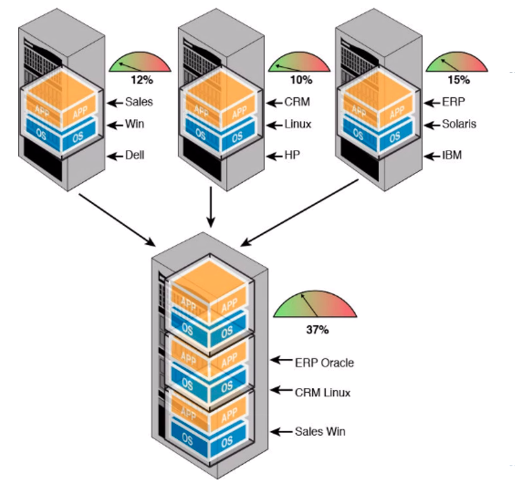 12%
10%
15%
Sales
Win
Dell
CRM
Linux
HP
ERP
Solaris
IBM
APP APP
OS OS
APP APP
OS OS
APP APP
OS OS
37%
APP APP
OS OS
APP APP
OS OS
APP APP
OS OS
ERP Oracle
CRM Linux
Sales Win